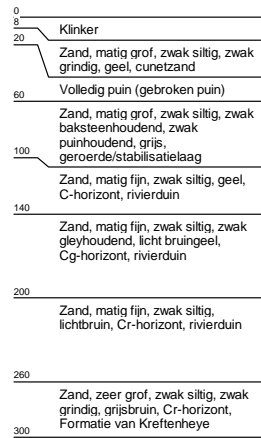 0
8
Klinker
20
Zand, matig grof, zwak siltig, zwak
grindig, geel, cunetzand
Volledig puin (gebroken puin)
60
Zand, matig grof, zwak siltig, zwak
baksteenhoudend, zwak
puinhoudend, grijs,
geroerde/stabilisatielaag
100
Zand, matig fijn, zwak siltig, geel,
C-horizont, rivierduin
140
Zand, matig fijn, zwak siltig, zwak
gleyhoudend, licht bruingeel,
Cg-horizont, rivierduin
200
Zand, matig fijn, zwak siltig,
lichtbruin, Cr-horizont, rivierduin
260
Zand, zeer grof, zwak siltig, zwak
grindig, grijsbruin, Cr-horizont,
Formatie van Kreftenheye
300